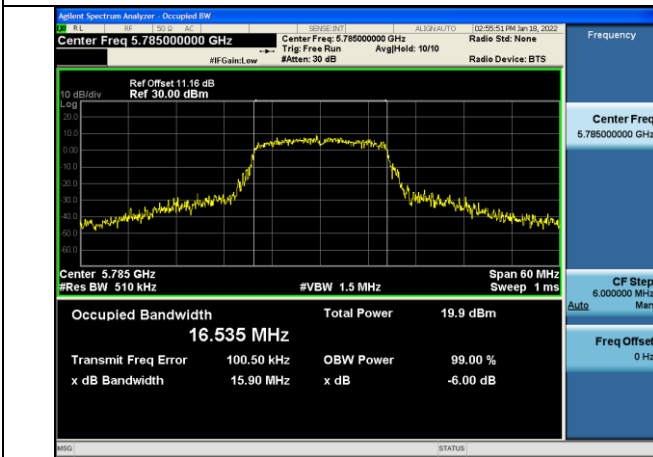 Agilent Spectrum Analyzer - Occupied BW
RL RF 50 Ω AC SENSE:INT ALIGN AUTO 02:55:51 PM Jan 18, 2022
Center Freq 5.785000000 GHz
Center Freq: 5.785000000 GHz
Radio Std: None
Trig: Free Run Avg|Hold: 10/10
#IFGain:Low #Atten: 30 dB Radio Device: BTS
Frequency
Ref Offset 11.16 dB
10 dB/div Ref 30.00 dBm
Log
20.0
10.0
0.00
-10.0
-20.0
-30.0
-40.0
-50.0
-60.0
Center 5.785 GHz Span 60 MHz
#Res BW 510 kHz #VBW 1.5 MHz Sweep 1 ms
Occupied Bandwidth Total Power 19.9 dBm
16.535 MHz
Transmit Freq Error 100.50 kHz OBW Power 99.00 %
x dB Bandwidth 15.90 MHz x dB -6.00 dB
Center Freq
5.785000000 GHz
CF Step
6.000000 MHz
Auto Man
Freq Offset
0 Hz
MSG STATUS